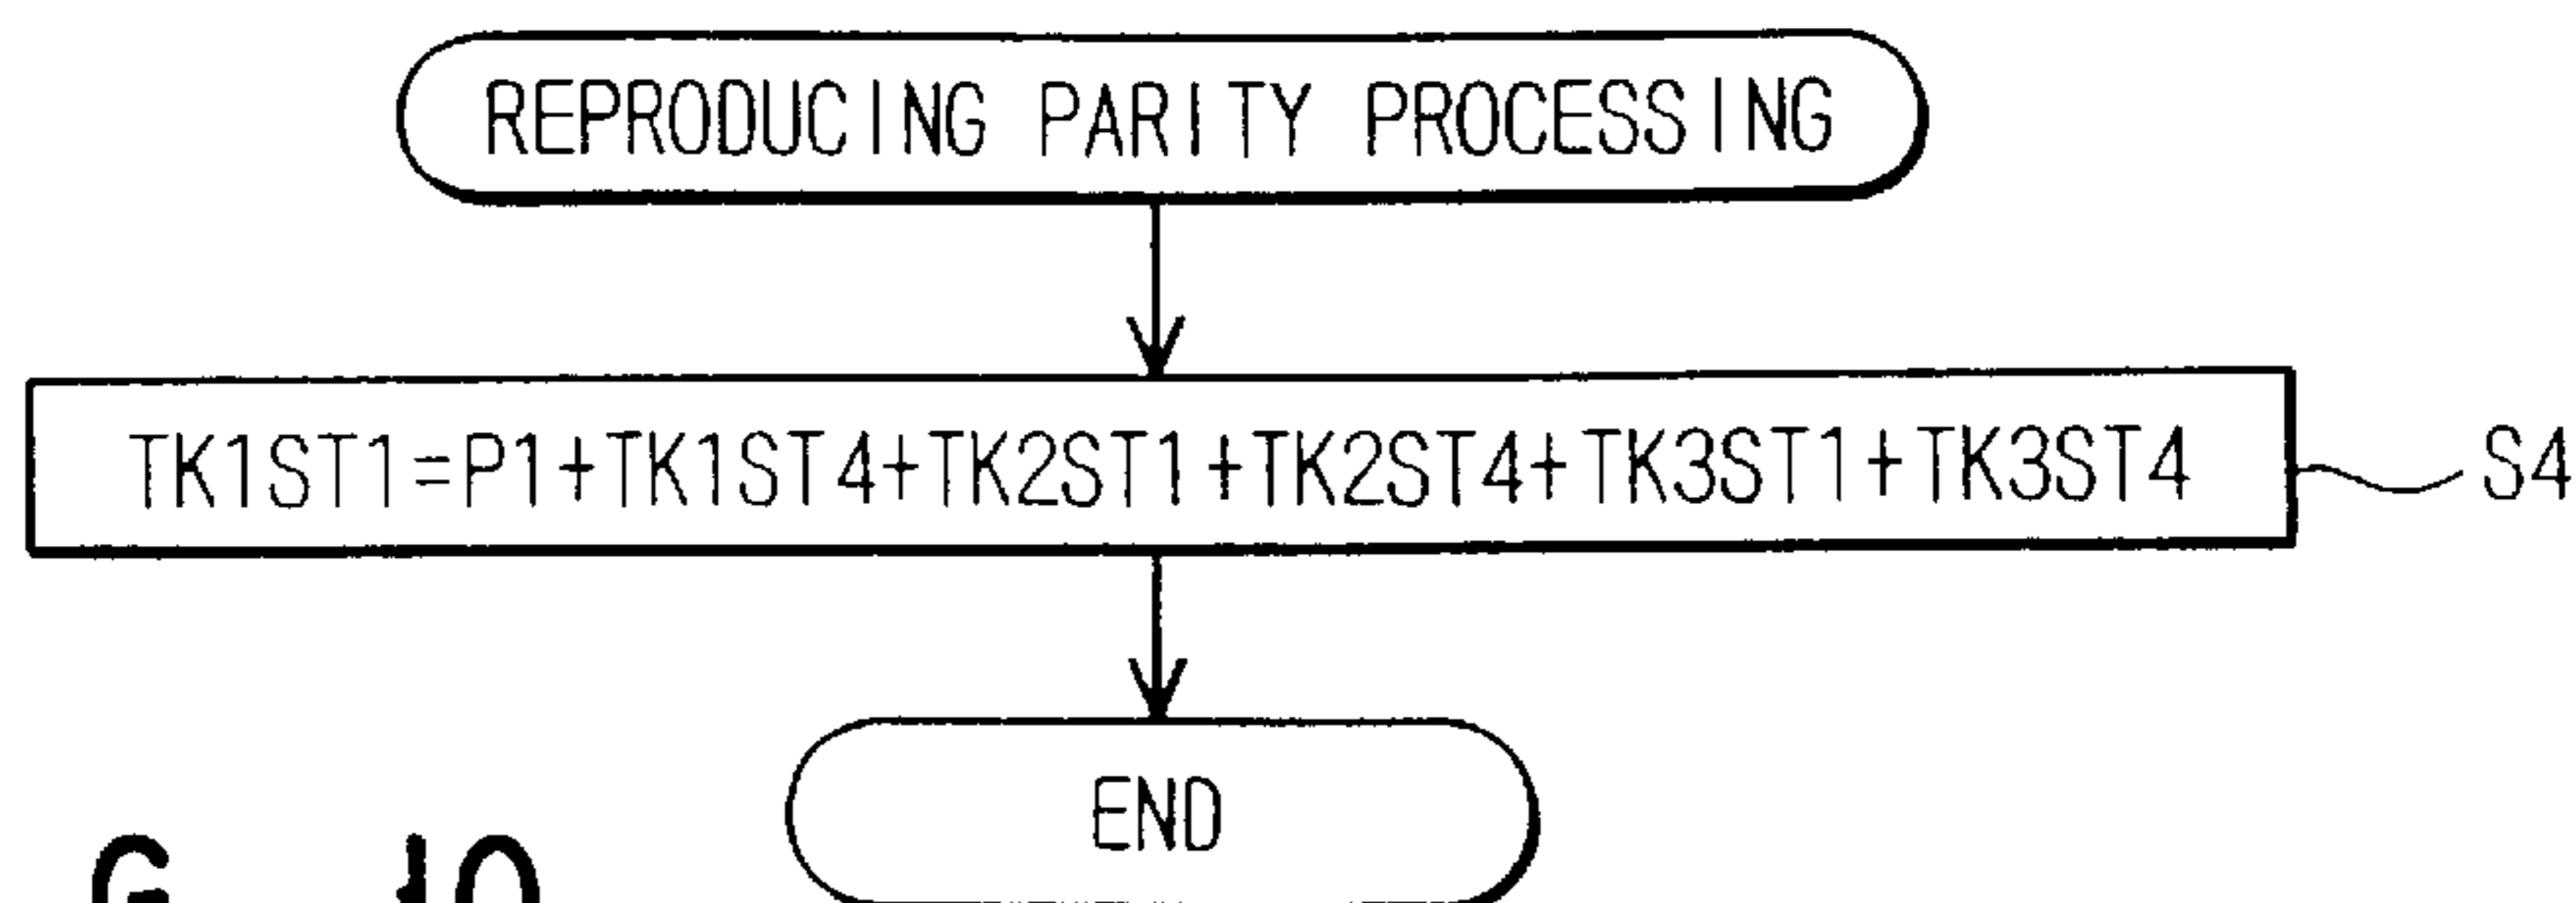 REPRODUCING PARITY PROCESSING
TK1ST1=P1+TK1ST4+TK2ST1+TK2ST4+TK3ST1+TK3ST4
S4
END